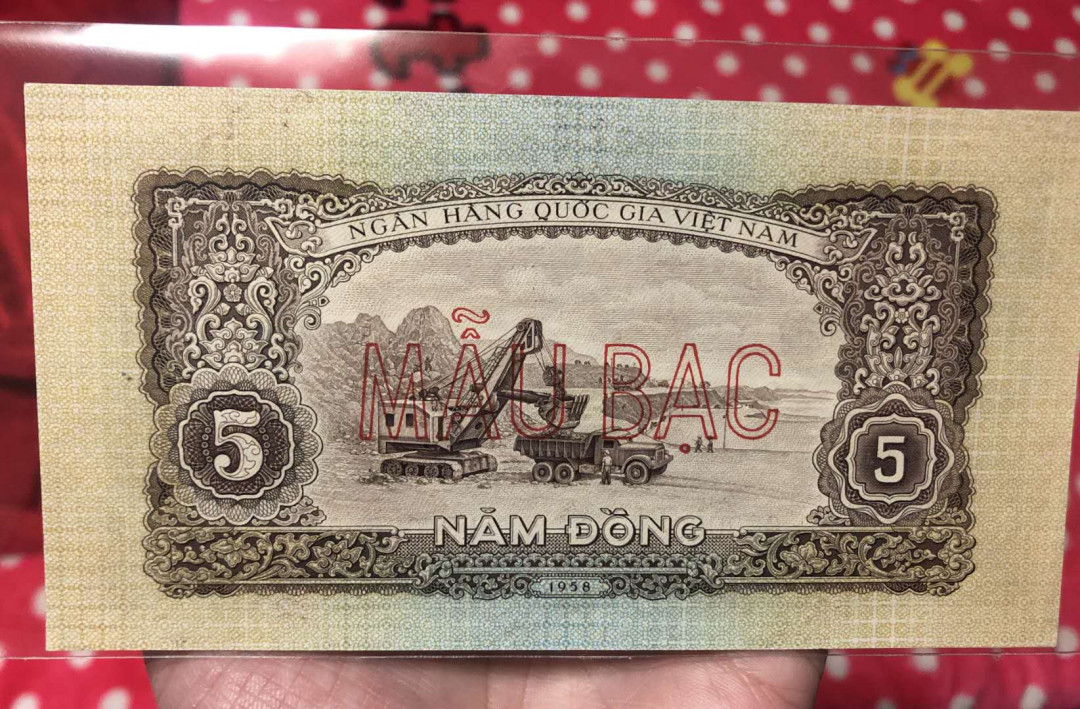 NGÂN HÀNG QUỐC GIA VIỆT NAM
MẪU BẠC
5
5
NĂM ĐỒNG
1958